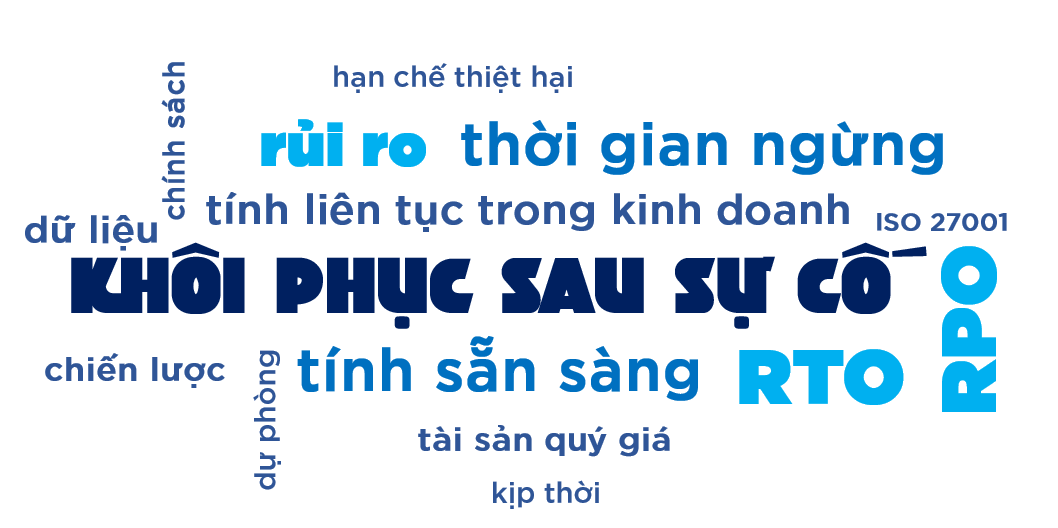 hạn chế thiệt hại
chính sách
rủi ro
thời gian ngừng
tính liên tục trong kinh doanh
dữ liệu
ISO 27001
KHÔI PHỤC SAU SỰ CỐ
RPO
chiến lược
dự phòng
tính sẵn sàng
RTO
tài sản quý giá
kịp thời